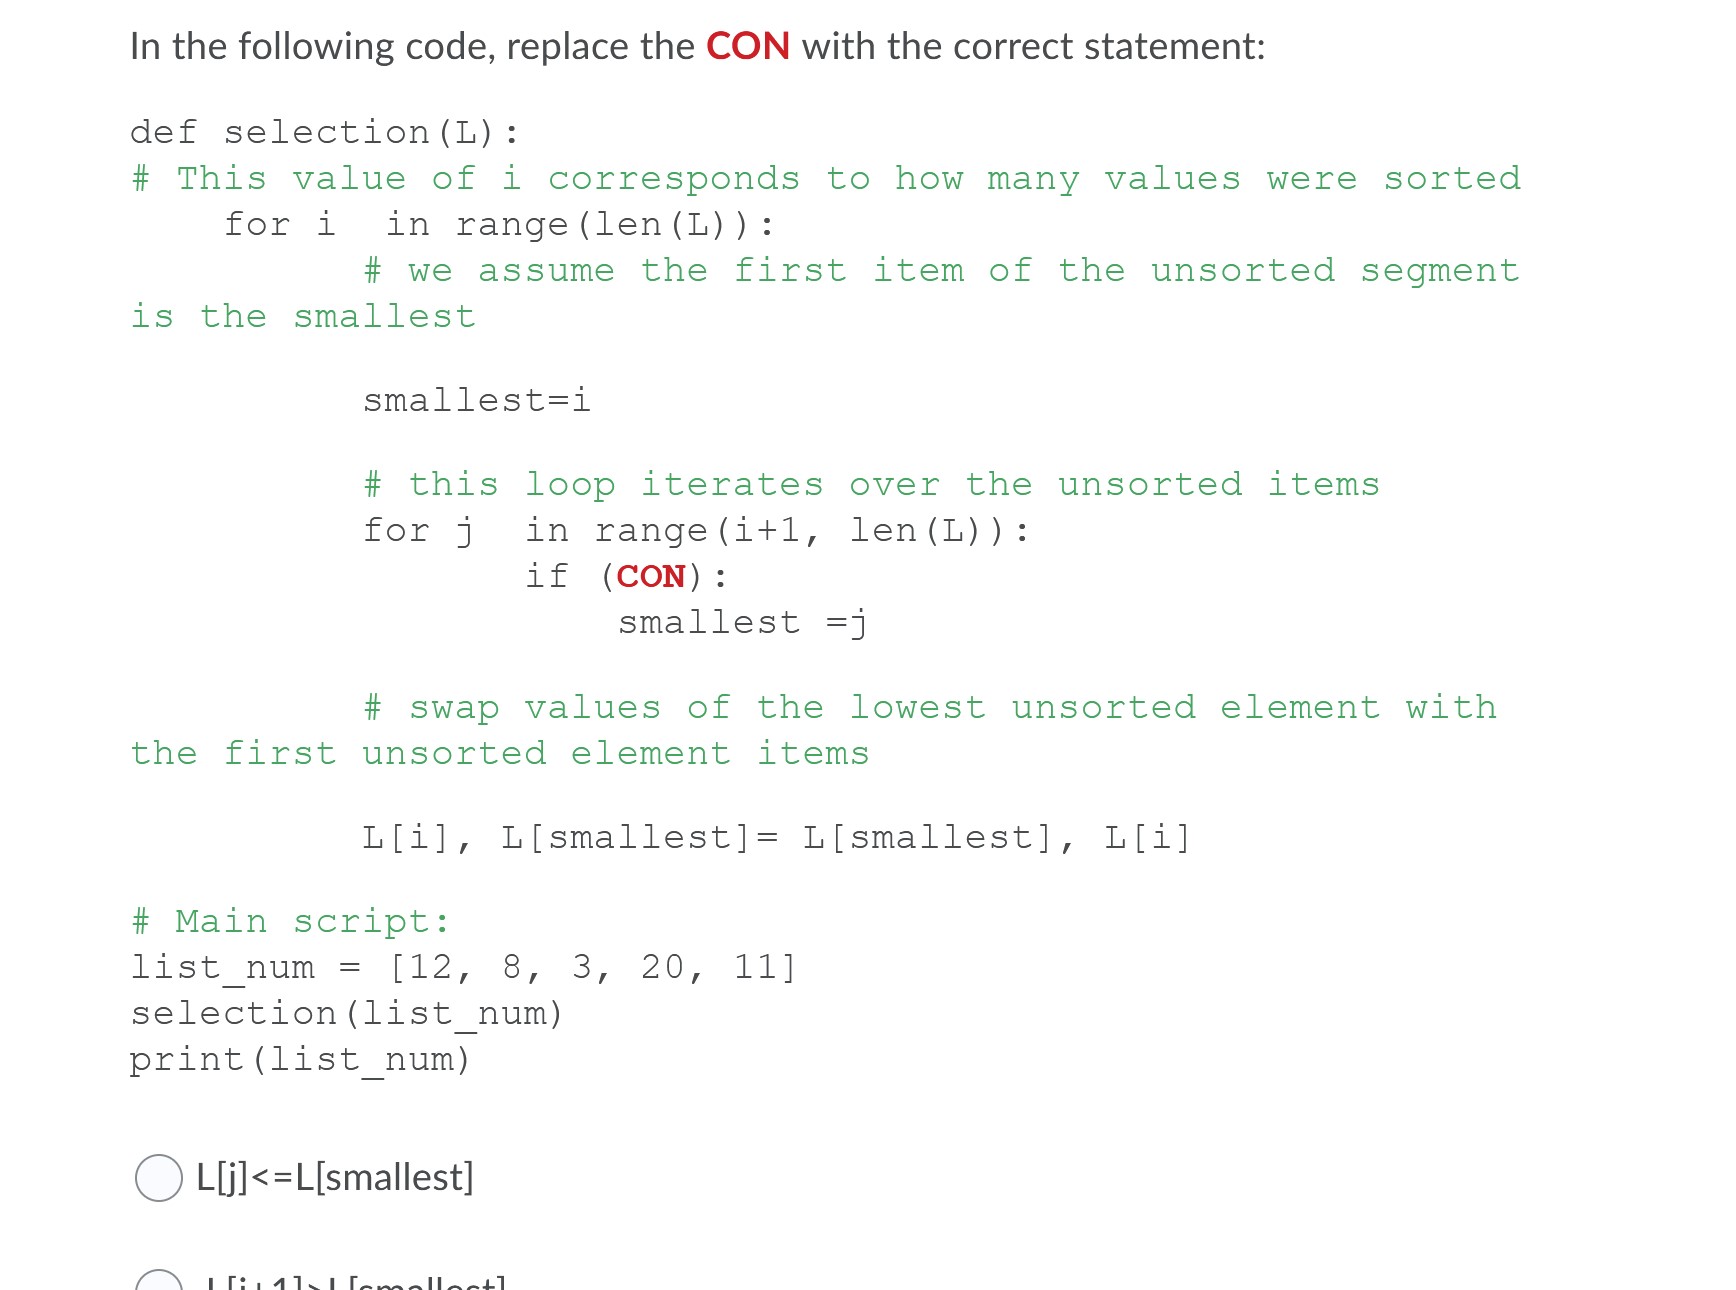 In the following code, replace the CON with the correct statement:
def selection(L):
# This value of i corresponds to how many values were sorted
for i in range(len(L)):
# we assume the first item of the unsorted segment
is the smallest
smallest=i
# this loop iterates over the unsorted items
for j in range(i+1, len(L)):
if (CON):
smallest =j
# swap values of the lowest unsorted element with
the first unsorted element items
L[i], L[smallest]= L[smallest], L[i]
# Main script:
list_num = [12, 8, 3, 20, 11]
selection(list_num)
print(list_num)
L[j]<=L[smallest]